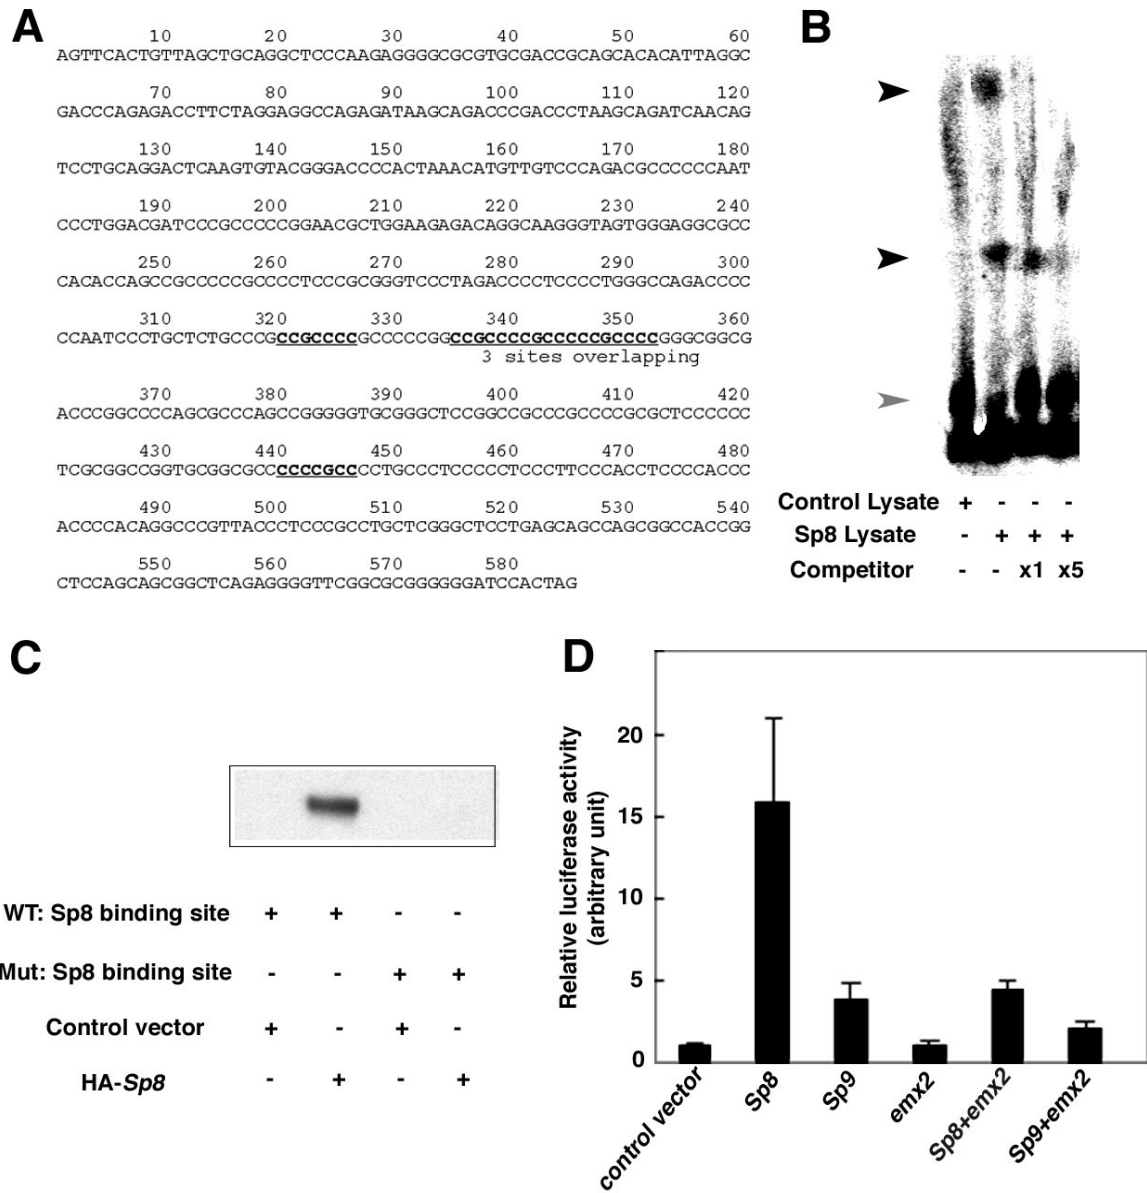 A
10 20 30 40 50 60
AGTTCACTGTTAGCTGCAGGCTCCCAAGAGGGGCGCGTGCGACCGCAGCACACATTAGGC
70 80 90 100 110 120
GACCCAGAGACCTTCTAGGAGGCCAGAGATAAGCAGACCCGACCCTAAGCAGATCAACAG
130 140 150 160 170 180
TCCTGCAGGACTCAAGTGTACGGGACCCCACTAAACATGTTGTCCCAGACGCCCCCCAAT
190 200 210 220 230 240
CCCTGGACGATCCCGCCCCCGGAACGCTGGAAGAGACAGGCAAGGGTAGTGGGAGGCGCC
250 260 270 280 290 300
CACACCAGCCGCCCCCGCCCCTCCCGCGGGTCCCTAGACCCCTCCCCTGGGCCAGACCCC
310 320 330 340 350 360
CCAATCCCTGCTCTGCCCGCCGCCCCGCCCCCGGCCGCCCCGCCCCCGCCCCGGGCGGCG
3 sites overlapping
370 380 390 400 410 420
ACCCGGCCCCAGCGCCCAGCCGGGGGTGCGGGCTCCGGCCGCCCGCCCCGCGCTCCCCCC
430 440 450 460 470 480
TCGCGGCCGGTGCGGCGCCCCCCGCCCCTGCCCTCCCCCTCCCTTCCCACCTCCCCACCC
490 500 510 520 530 540
ACCCCACAGGCCCGTTACCCTCCCGCCTGCTCGGGCTCCTGAGCAGCCAGCGGCCACCGG
550 560 570 580
CTCCAGCAGCGGCTCAGAGGGGTTCGGCGCGGGGGGATCCACTAG
B
Control Lysate + - - -
Sp8 Lysate - + + +
Competitor - - x1 x5
C
WT: Sp8 binding site + + - -
Mut: Sp8 binding site - - + +
Control vector + - + -
HA-Sp8 - + - +
D
Relative luciferase activity
(arbitrary unit)
20
15
10
5
0
control vector
Sp8
Sp9
emx2
Sp8+emx2
Sp9+emx2